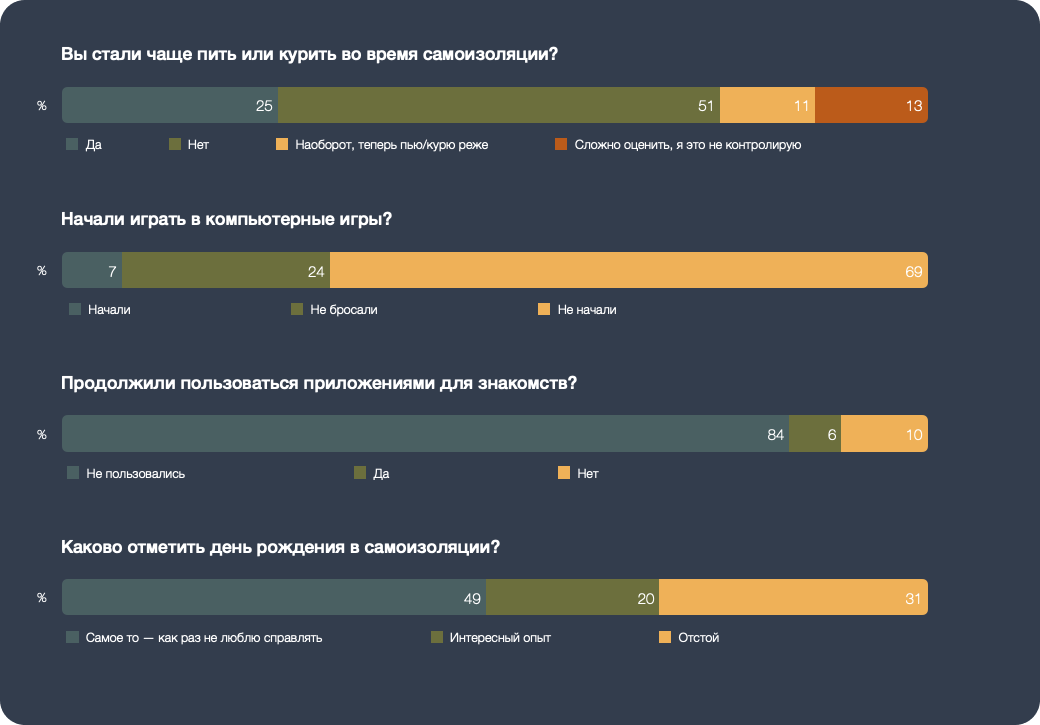 Вы стали чаще пить или курить во время самоизоляции?
% 25 51 11 13
Да Нет Наоборот, теперь пью/курю реже Сложно оценить, я это не контролирую
Начали играть в компьютерные игры?
% 7 24 69
Начали Не бросали Не начали
Продолжили пользоваться приложениями для знакомств?
% 84 6 10
Не пользовались Да Нет
Каково отметить день рождения в самоизоляции?
% 49 20 31
Самое то — как раз не люблю справлять Интересный опыт Отстой